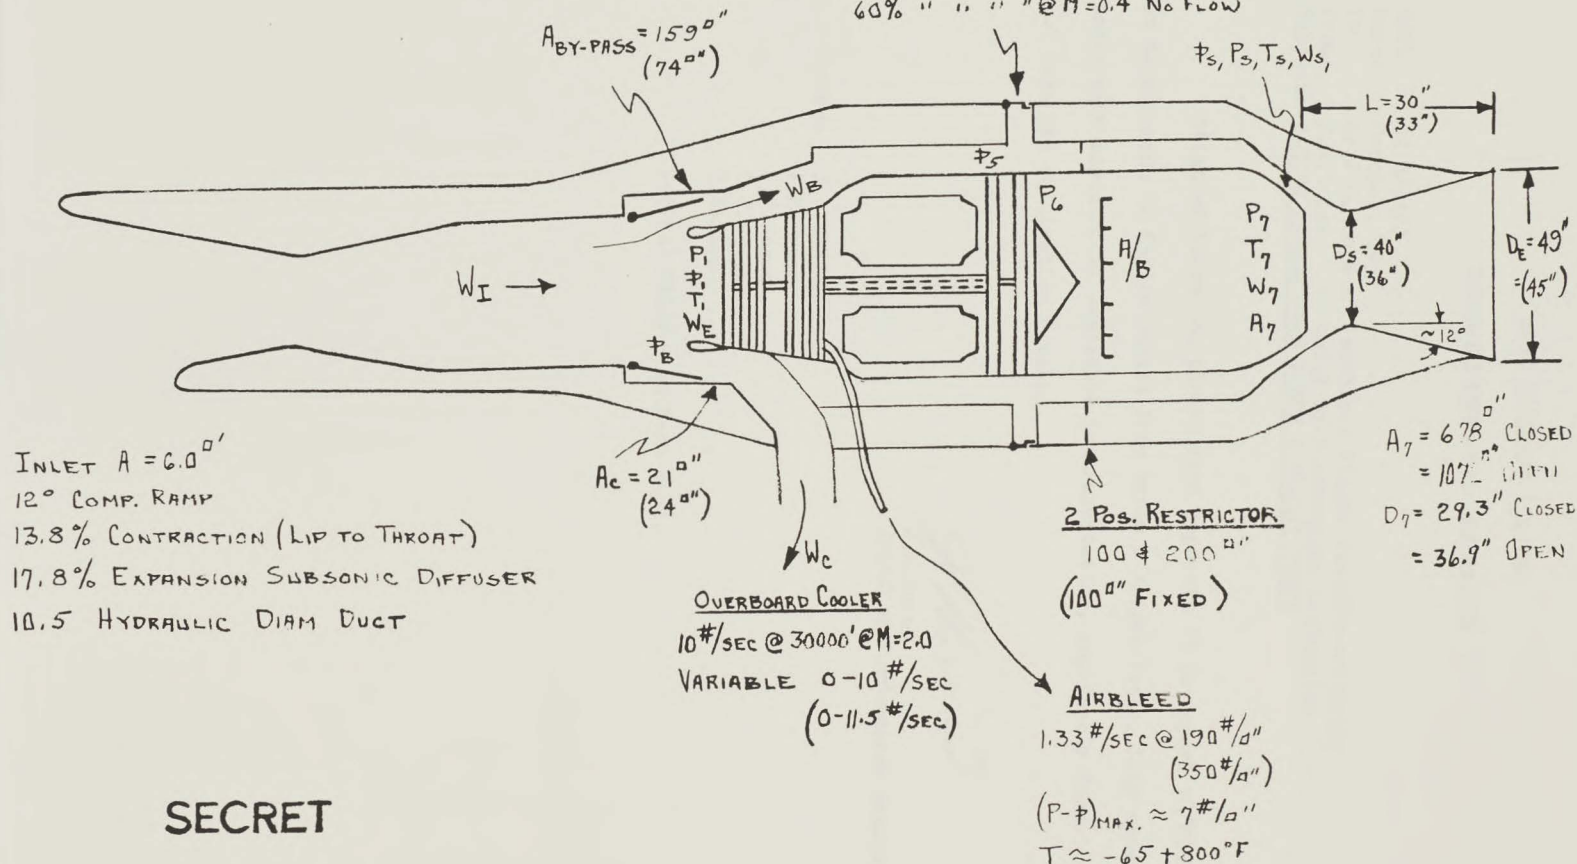 60% " " " " @ M=0.4 NO FLOW
A BY-PASS = 159 □"
(74 □")
P̵s, Ps, Ts, Ws,
L=30"
(33")
WB
P̵5
P6
P1
P̵1
T1
WE
WI
P̵B
A/B
P7
T7
W7
A7
Ds=40"
(36")
DE=49"
=(45")
~12°
INLET A = 6.0 □'
12° COMP. RAMP
13.8% CONTRACTION (LIP TO THROAT)
17.8% EXPANSION SUBSONIC DIFFUSER
10.5 HYDRAULIC DIAM DUCT
Ac = 21 □"
(24 □")
Wc
OVERBOARD COOLER
10 #/SEC @ 30000' @ M=2.0
VARIABLE 0-10 #/SEC
(0-11.5 #/SEC)
2 POS. RESTRICTOR
100 & 200 □"
(100 □" FIXED)
A7 = 678 □" CLOSED
= 107 □" OPEN
D7 = 29.3" CLOSED
= 36.9" OPEN
AIRBLEED
1.33 #/SEC @ 190 #/□"
(350 #/□")
(P-P̵)MAX. ≈ 7 #/□"
T ≈ -65 +800°F
SECRET